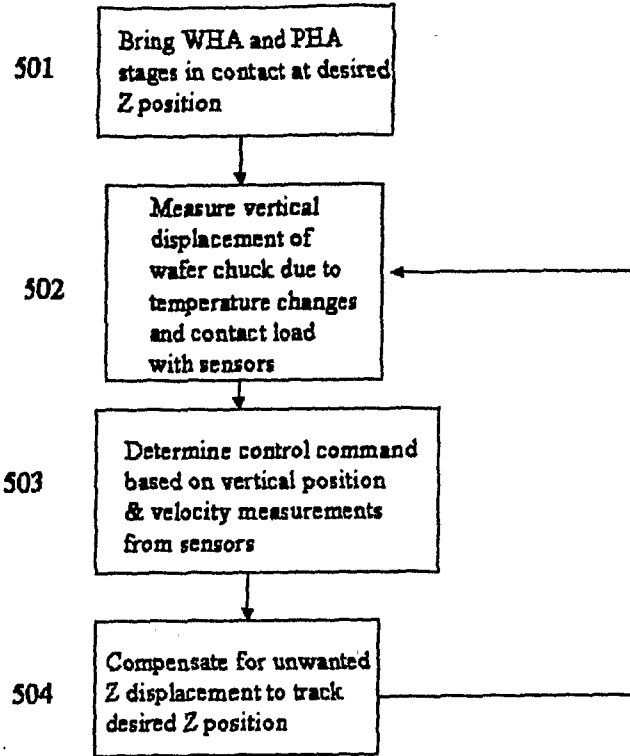 501
Bring WHA and PHA
stages in contact at desired
Z position
502
Measure vertical
displacement of
wafer chuck due to
temperature changes
and contact load
with sensors
503
Determine control command
based on vertical position
& velocity measurements
from sensors
504
Compensate for unwanted
Z displacement to track
desired Z position